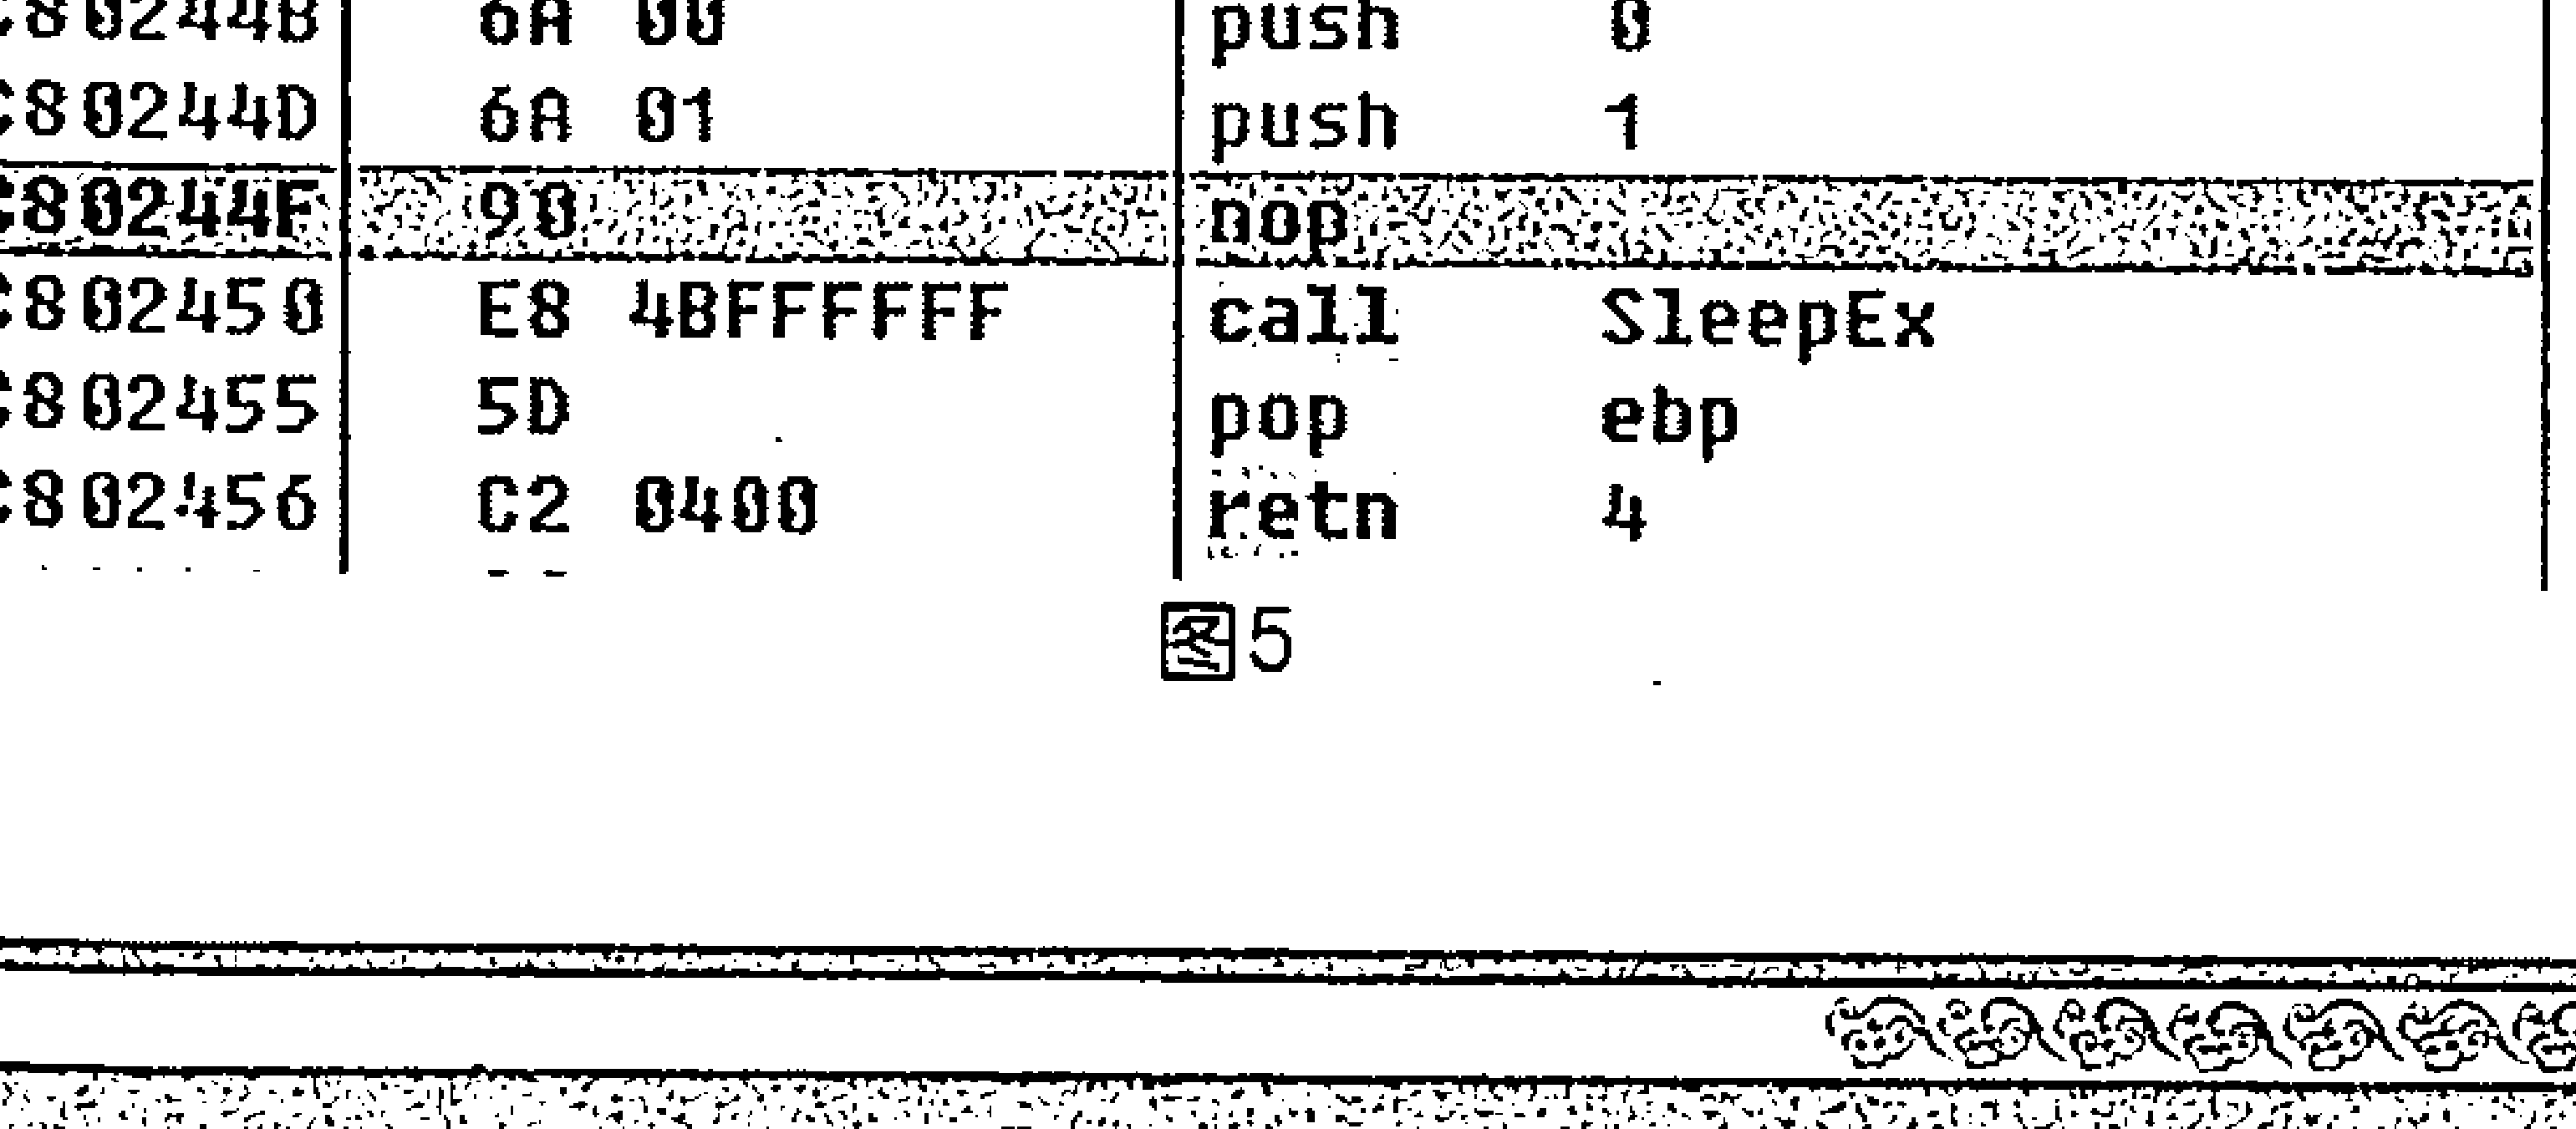 C80244B 6A 00 push 0
C80244D 6A 01 push 1
C80244F 90 nop
C802450 E8 4BFFFFFF call SleepEx
C802455 5D pop ebp
C802456 C2 0400 retn 4
图5